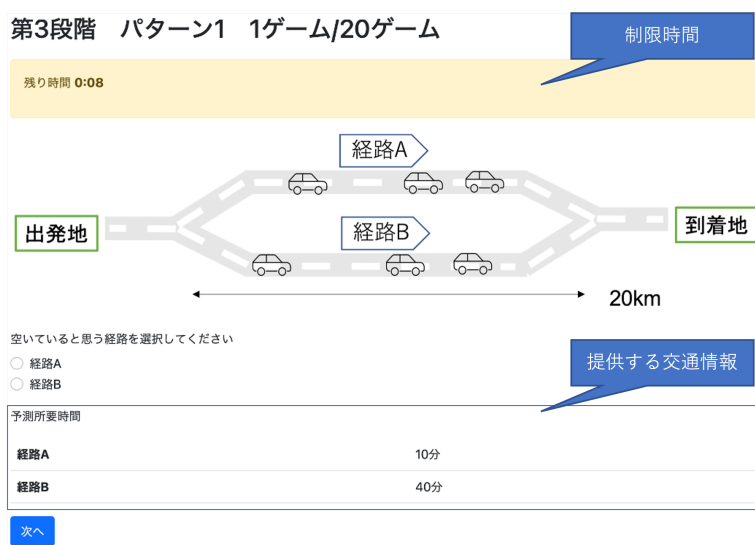 第3段階　パターン1　1ゲーム/20ゲーム
制限時間
残り時間 0:08
経路A
出発地
経路B
到着地
20km
空いていると思う経路を選択してください
経路A
経路B
提供する交通情報
予測所要時間
経路A 10分
経路B 40分
次へ